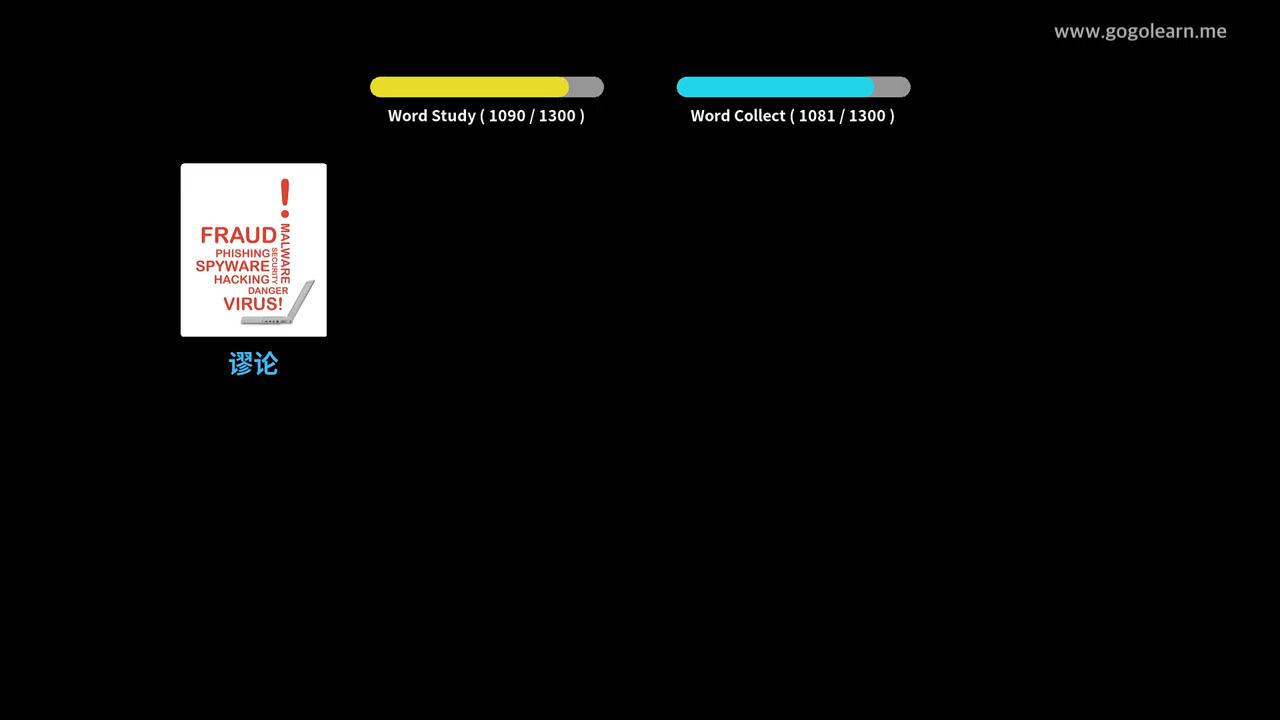 www.gogolearn.me
Word Study ( 1090 / 1300 )
Word Collect ( 1081 / 1300 )
!
FRAUD
PHISHING
SPYWARE
HACKING
DANGER
VIRUS!
SECURITY
MALWARE
谬论